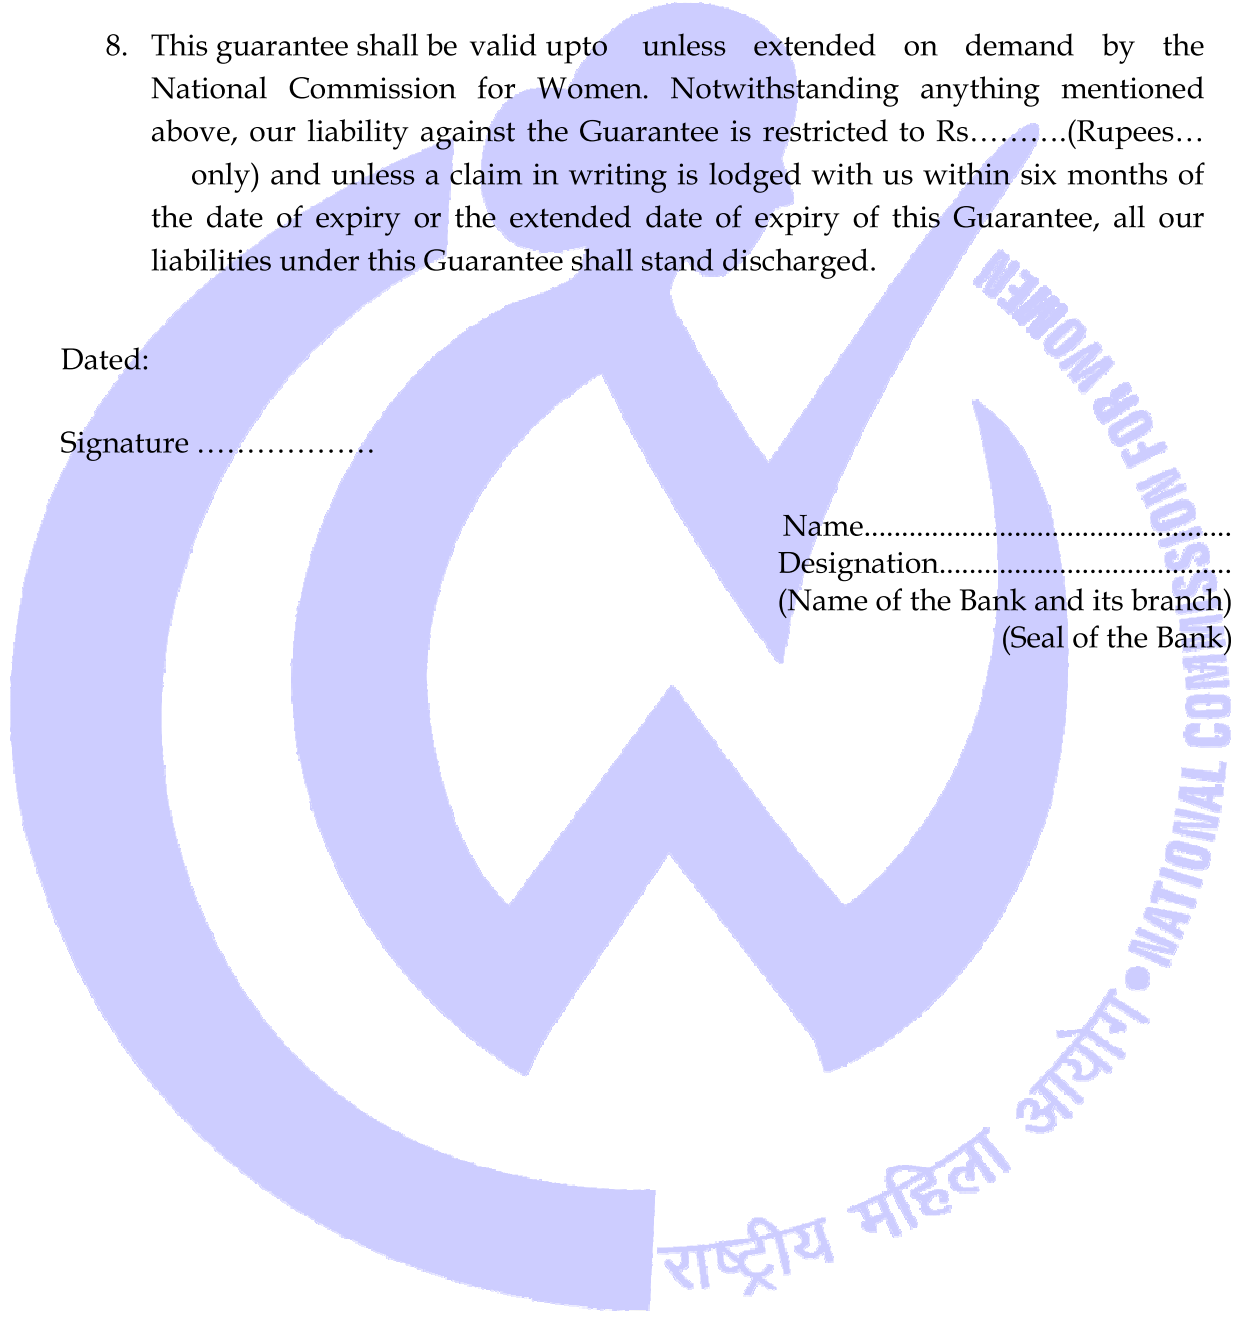 8. This guarantee shall be valid upto unless extended on demand by the
National Commission for Women. Notwithstanding anything mentioned
above, our liability against the Guarantee is restricted to Rs……….(Rupees…
only) and unless a claim in writing is lodged with us within six months of
the date of expiry or the extended date of expiry of this Guarantee, all our
liabilities under this Guarantee shall stand discharged.
Dated:
Signature ………………
Name.................................................
Designation.......................................
(Name of the Bank and its branch)
(Seal of the Bank)
राष्ट्रीय महिला आयोग • NATIONAL COMMISSION FOR WOMEN